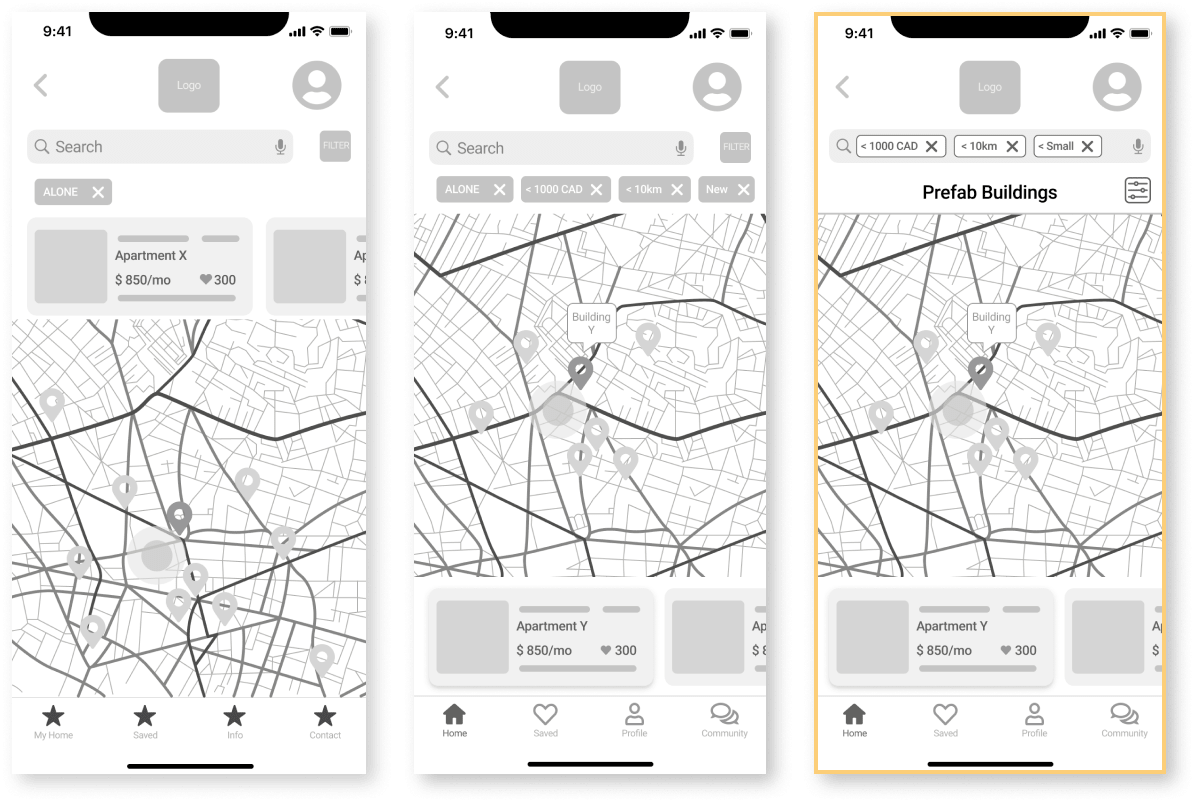 9:41
Logo
Search
FILTER
ALONE
Apartment X
$ 850/mo
300
Ap
$ 8
My Home
Saved
Info
Contact
9:41
Logo
Search
FILTER
ALONE
< 1000 CAD
< 10km
New
Building
Y
Apartment Y
$ 850/mo
300
Ap
$ 8
Home
Saved
Profile
Community
9:41
Logo
< 1000 CAD
< 10km
< Small
Prefab Buildings
Building
Y
Apartment Y
$ 850/mo
300
Ap
$
Home
Saved
Profile
Community